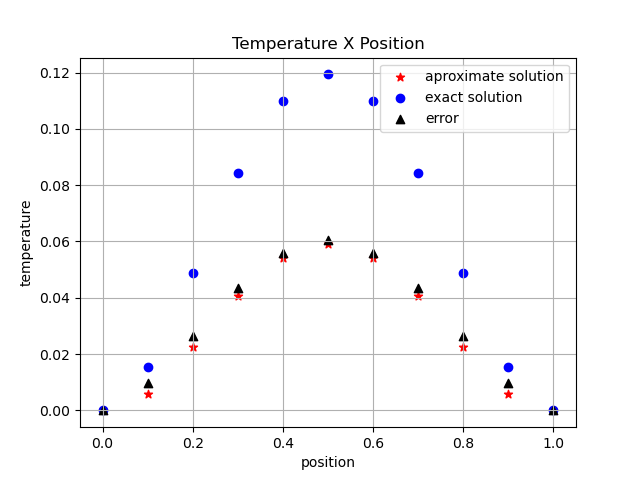 Temperature X Position
aproximate solution
exact solution
error
0.12
0.10
0.08
0.06
0.04
0.02
0.00
temperature
0.0 0.2 0.4 0.6 0.8 1.0
position